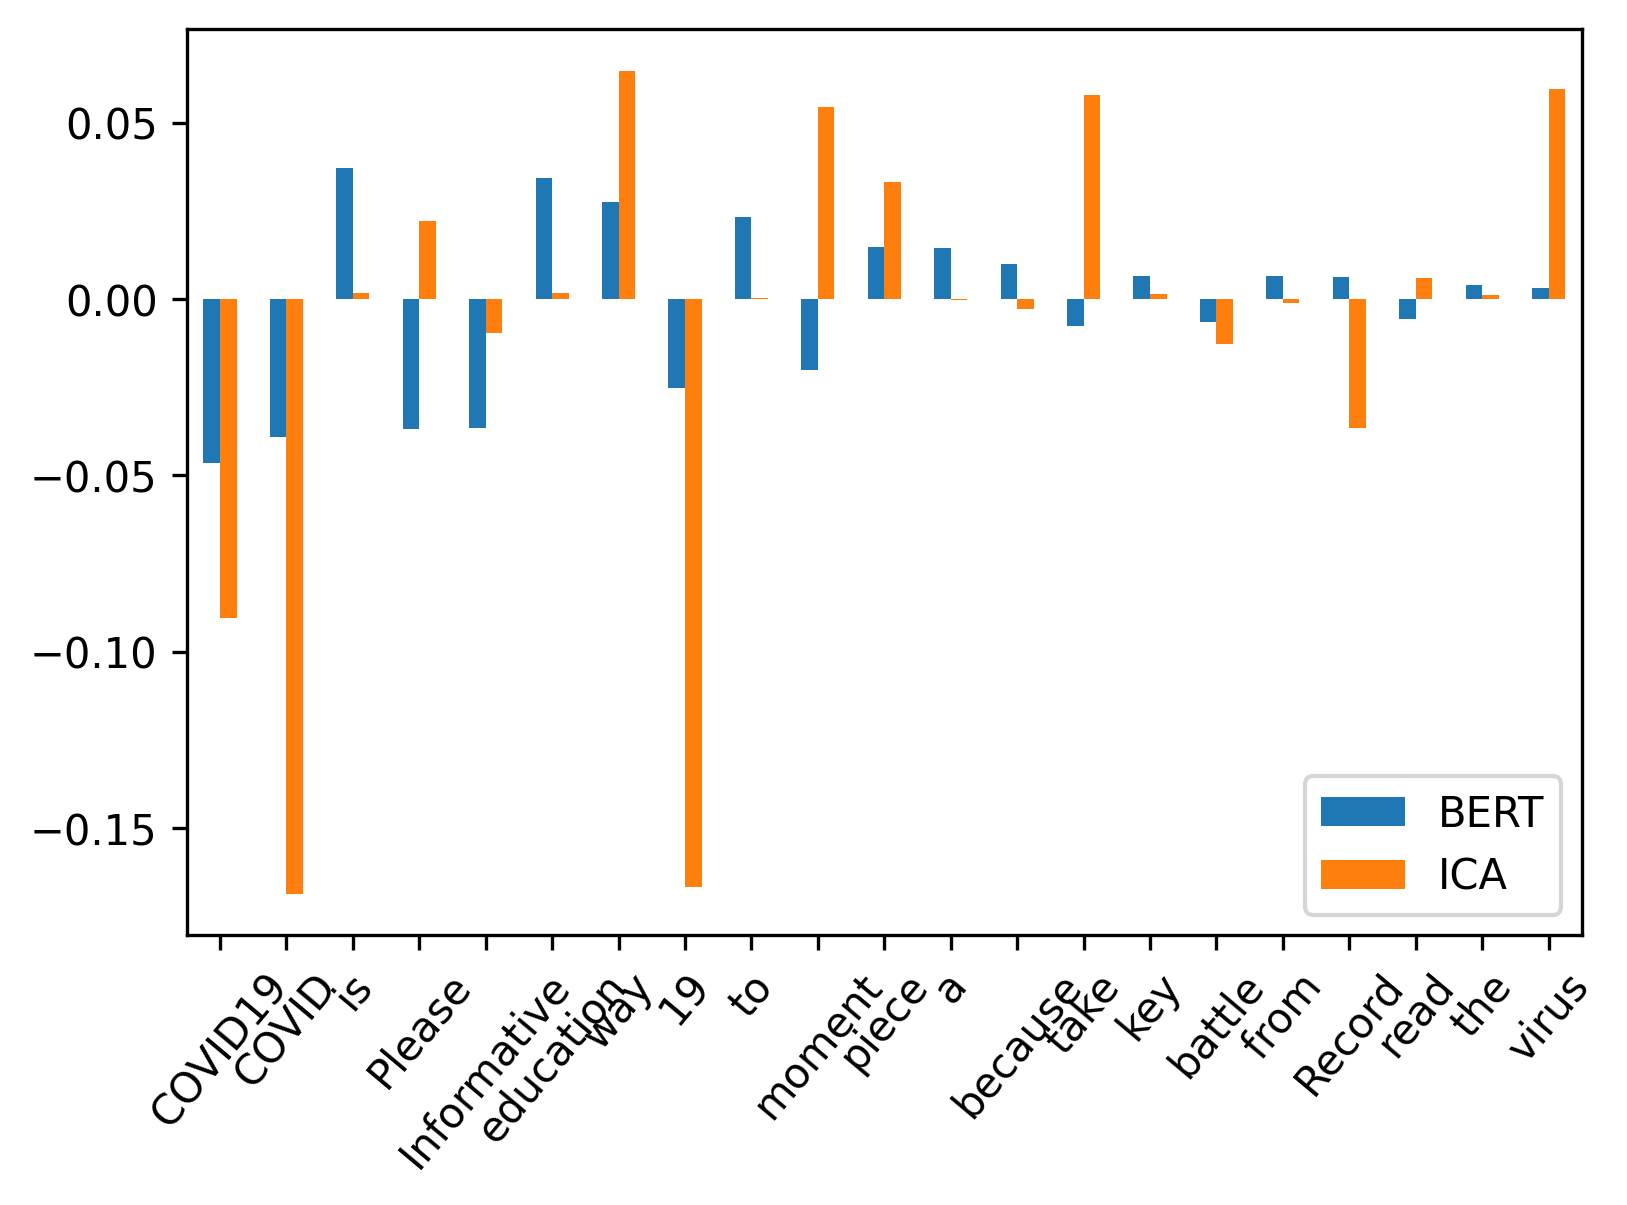 0.05
0.00
−0.05
−0.10
−0.15
BERT
ICA
COVID19
COVID
is
Please
Informative
education
way
19
to
moment
piece
a
because
take
key
battle
from
Record
read
the
virus